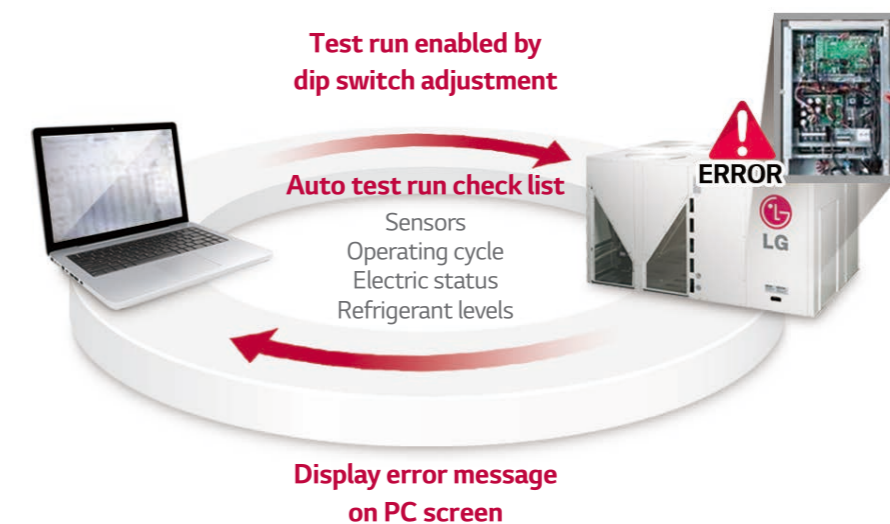 Test run enabled by
dip switch adjustment
ERROR
Auto test run check list
Sensors
Operating cycle
Electric status
Refrigerant levels
LG
Display error message
on PC screen